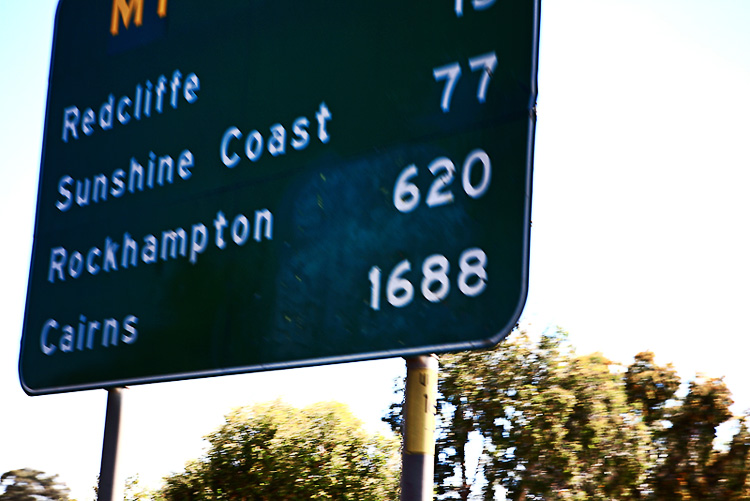 M1
Redcliffe
Sunshine Coast 77
Rockhampton 620
Cairns 1688